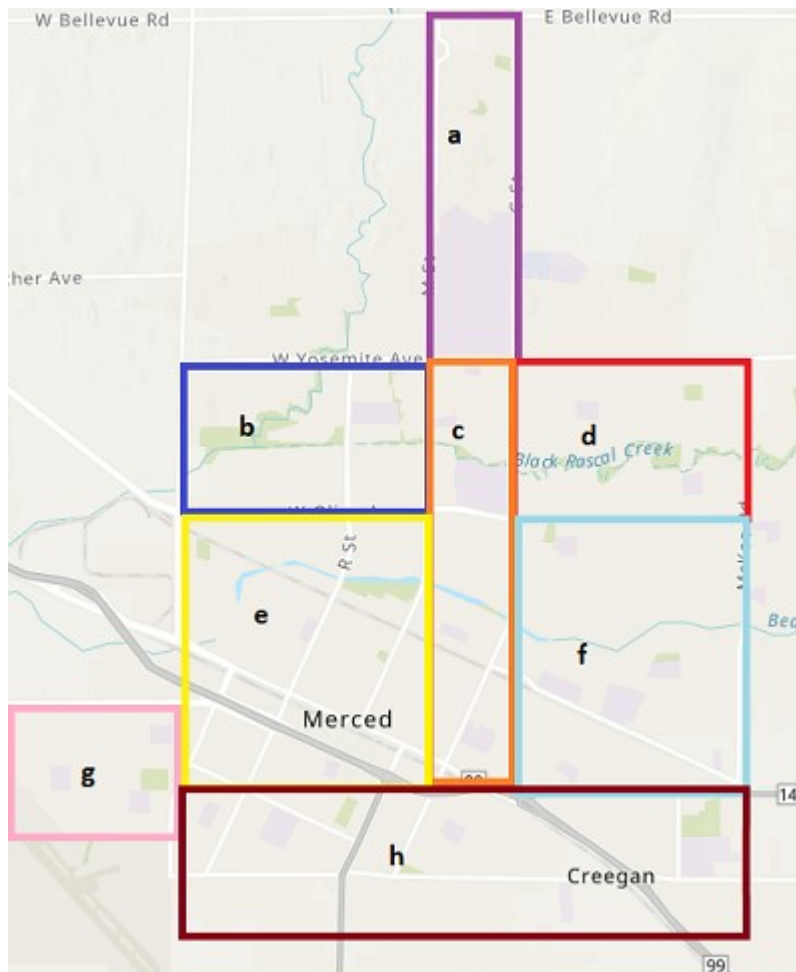 W Bellevue Rd
E Bellevue Rd
a
M St
G St
ther Ave
W Yosemite Ave
b
c
d
Black Rascal Creek
R St
e
f
Bea
Merced
99
g
14
h
Creegan
99